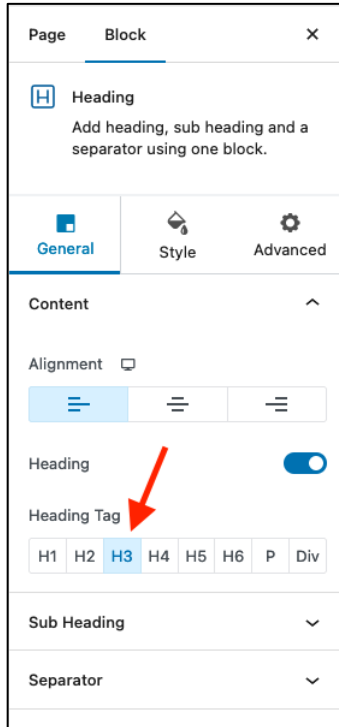 Page Block
Heading
Add heading, sub heading and a
separator using one block.
General Style Advanced
Content
Alignment
Heading
Heading Tag
H1 H2 H3 H4 H5 H6 P Div
Sub Heading
Separator